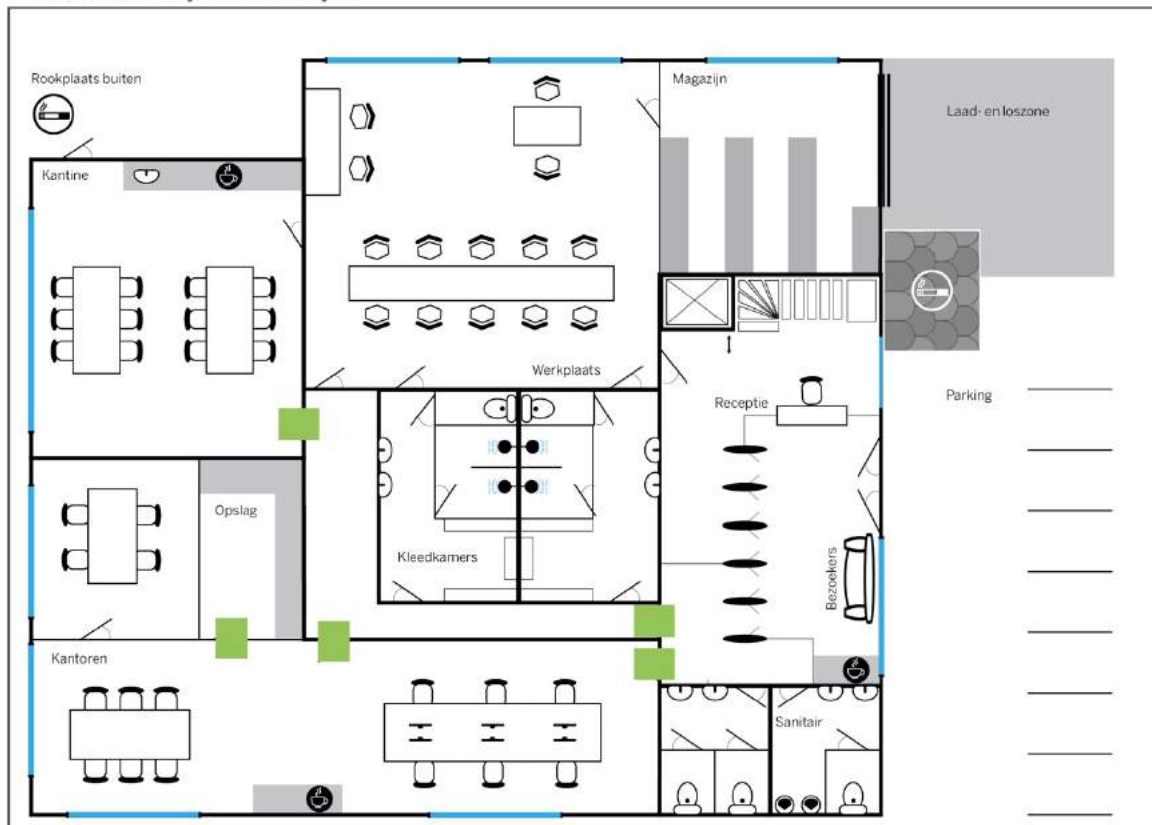 Rookplaats buiten
Magazijn
Laad- en loszone
Kantine
Werkplaats
Receptie
Parking
Opslag
Kleedkamers
Bezoekers
Kantoren
Sanitair